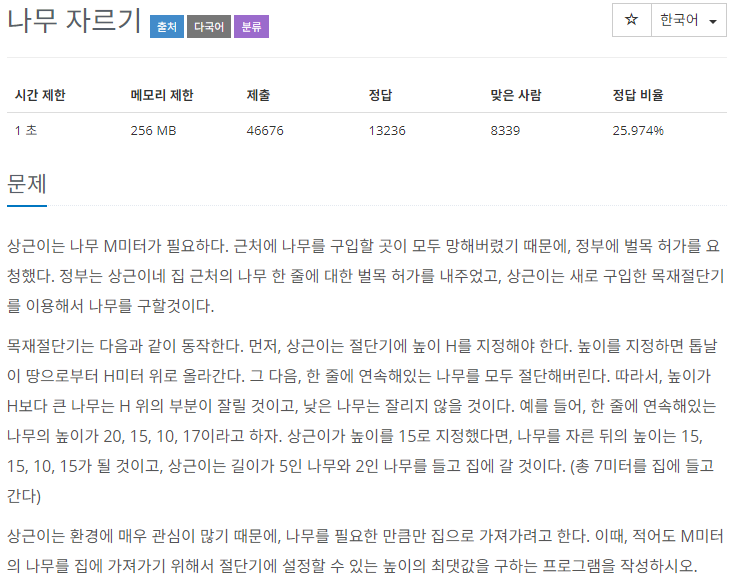 나무 자르기 출처 다국어 분류 ☆ 한국어
시간 제한 메모리 제한 제출 정답 맞은 사람 정답 비율
1 초 256 MB 46676 13236 8339 25.974%
문제
상근이는 나무 M미터가 필요하다. 근처에 나무를 구입할 곳이 모두 망해버렸기 때문에, 정부에 벌목 허가를 요
청했다. 정부는 상근이네 집 근처의 나무 한 줄에 대한 벌목 허가를 내주었고, 상근이는 새로 구입한 목재절단기
를 이용해서 나무를 구할것이다.
목재절단기는 다음과 같이 동작한다. 먼저, 상근이는 절단기에 높이 H를 지정해야 한다. 높이를 지정하면 톱날
이 땅으로부터 H미터 위로 올라간다. 그 다음, 한 줄에 연속해있는 나무를 모두 절단해버린다. 따라서, 높이가
H보다 큰 나무는 H 위의 부분이 잘릴 것이고, 낮은 나무는 잘리지 않을 것이다. 예를 들어, 한 줄에 연속해있는
나무의 높이가 20, 15, 10, 17이라고 하자. 상근이가 높이를 15로 지정했다면, 나무를 자른 뒤의 높이는 15,
15, 10, 15가 될 것이고, 상근이는 길이가 5인 나무와 2인 나무를 들고 집에 갈 것이다. (총 7미터를 집에 들고
간다)
상근이는 환경에 매우 관심이 많기 때문에, 나무를 필요한 만큼만 집으로 가져가려고 한다. 이때, 적어도 M미터
의 나무를 집에 가져가기 위해서 절단기에 설정할 수 있는 높이의 최댓값을 구하는 프로그램을 작성하시오.